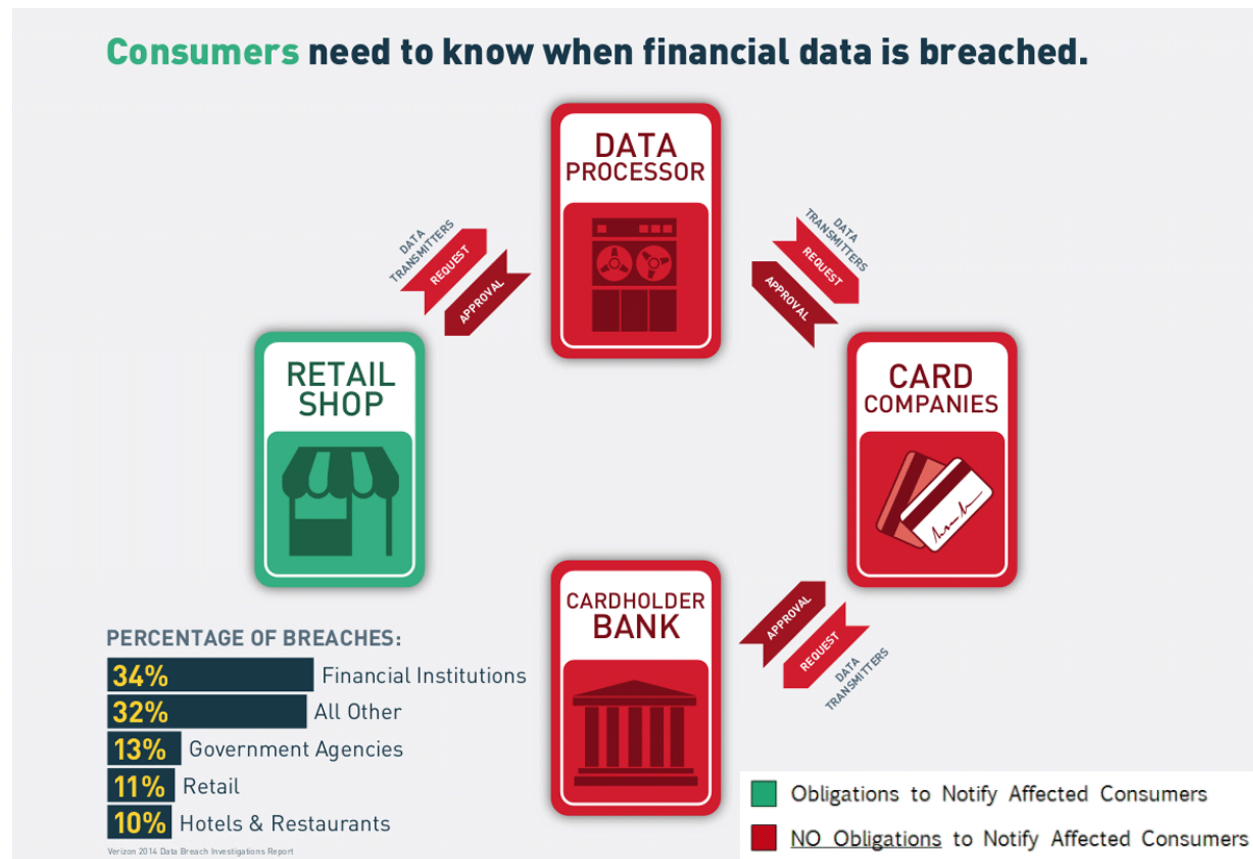 Consumers need to know when financial data is breached.
DATA
PROCESSOR
DATA
TRANSMITTERS
REQUEST
APPROVAL
DATA
TRANSMITTERS
REQUEST
APPROVAL
RETAIL
SHOP
CARD
COMPANIES
CARDHOLDER
BANK
APPROVAL
REQUEST
DATA
TRANSMITTERS
PERCENTAGE OF BREACHES:
34% Financial Institutions
32% All Other
13% Government Agencies
11% Retail
10% Hotels & Restaurants
Verizon 2014 Data Breach Investigations Report
Obligations to Notify Affected Consumers
NO Obligations to Notify Affected Consumers